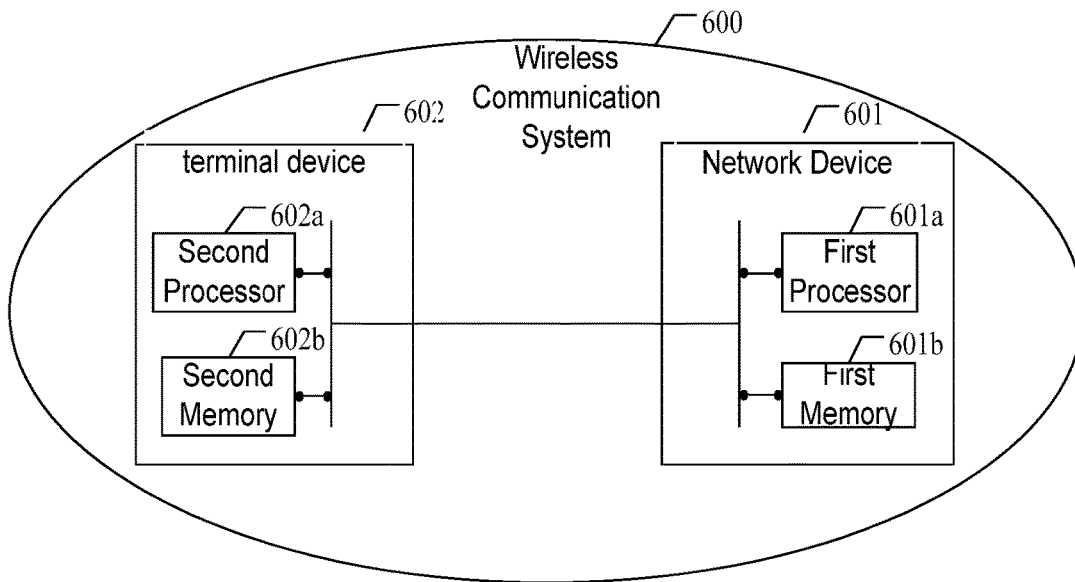 600
Wireless
Communication
System
602
terminal device
602a
Second
Processor
602b
Second
Memory
601
Network Device
601a
First
Processor
601b
First
Memory